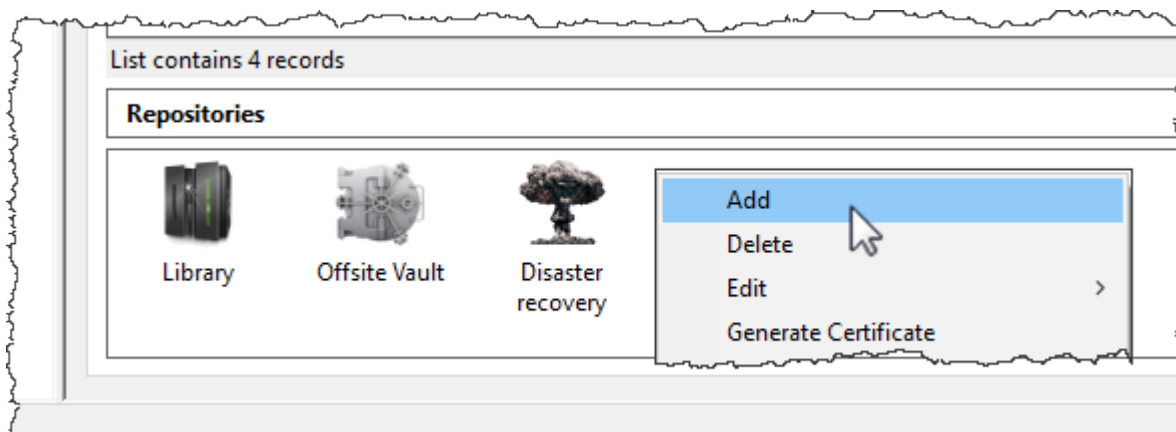 List contains 4 records
Repositories
Library
Offsite Vault
Disaster
recovery
Add
Delete
Edit
Generate Certificate